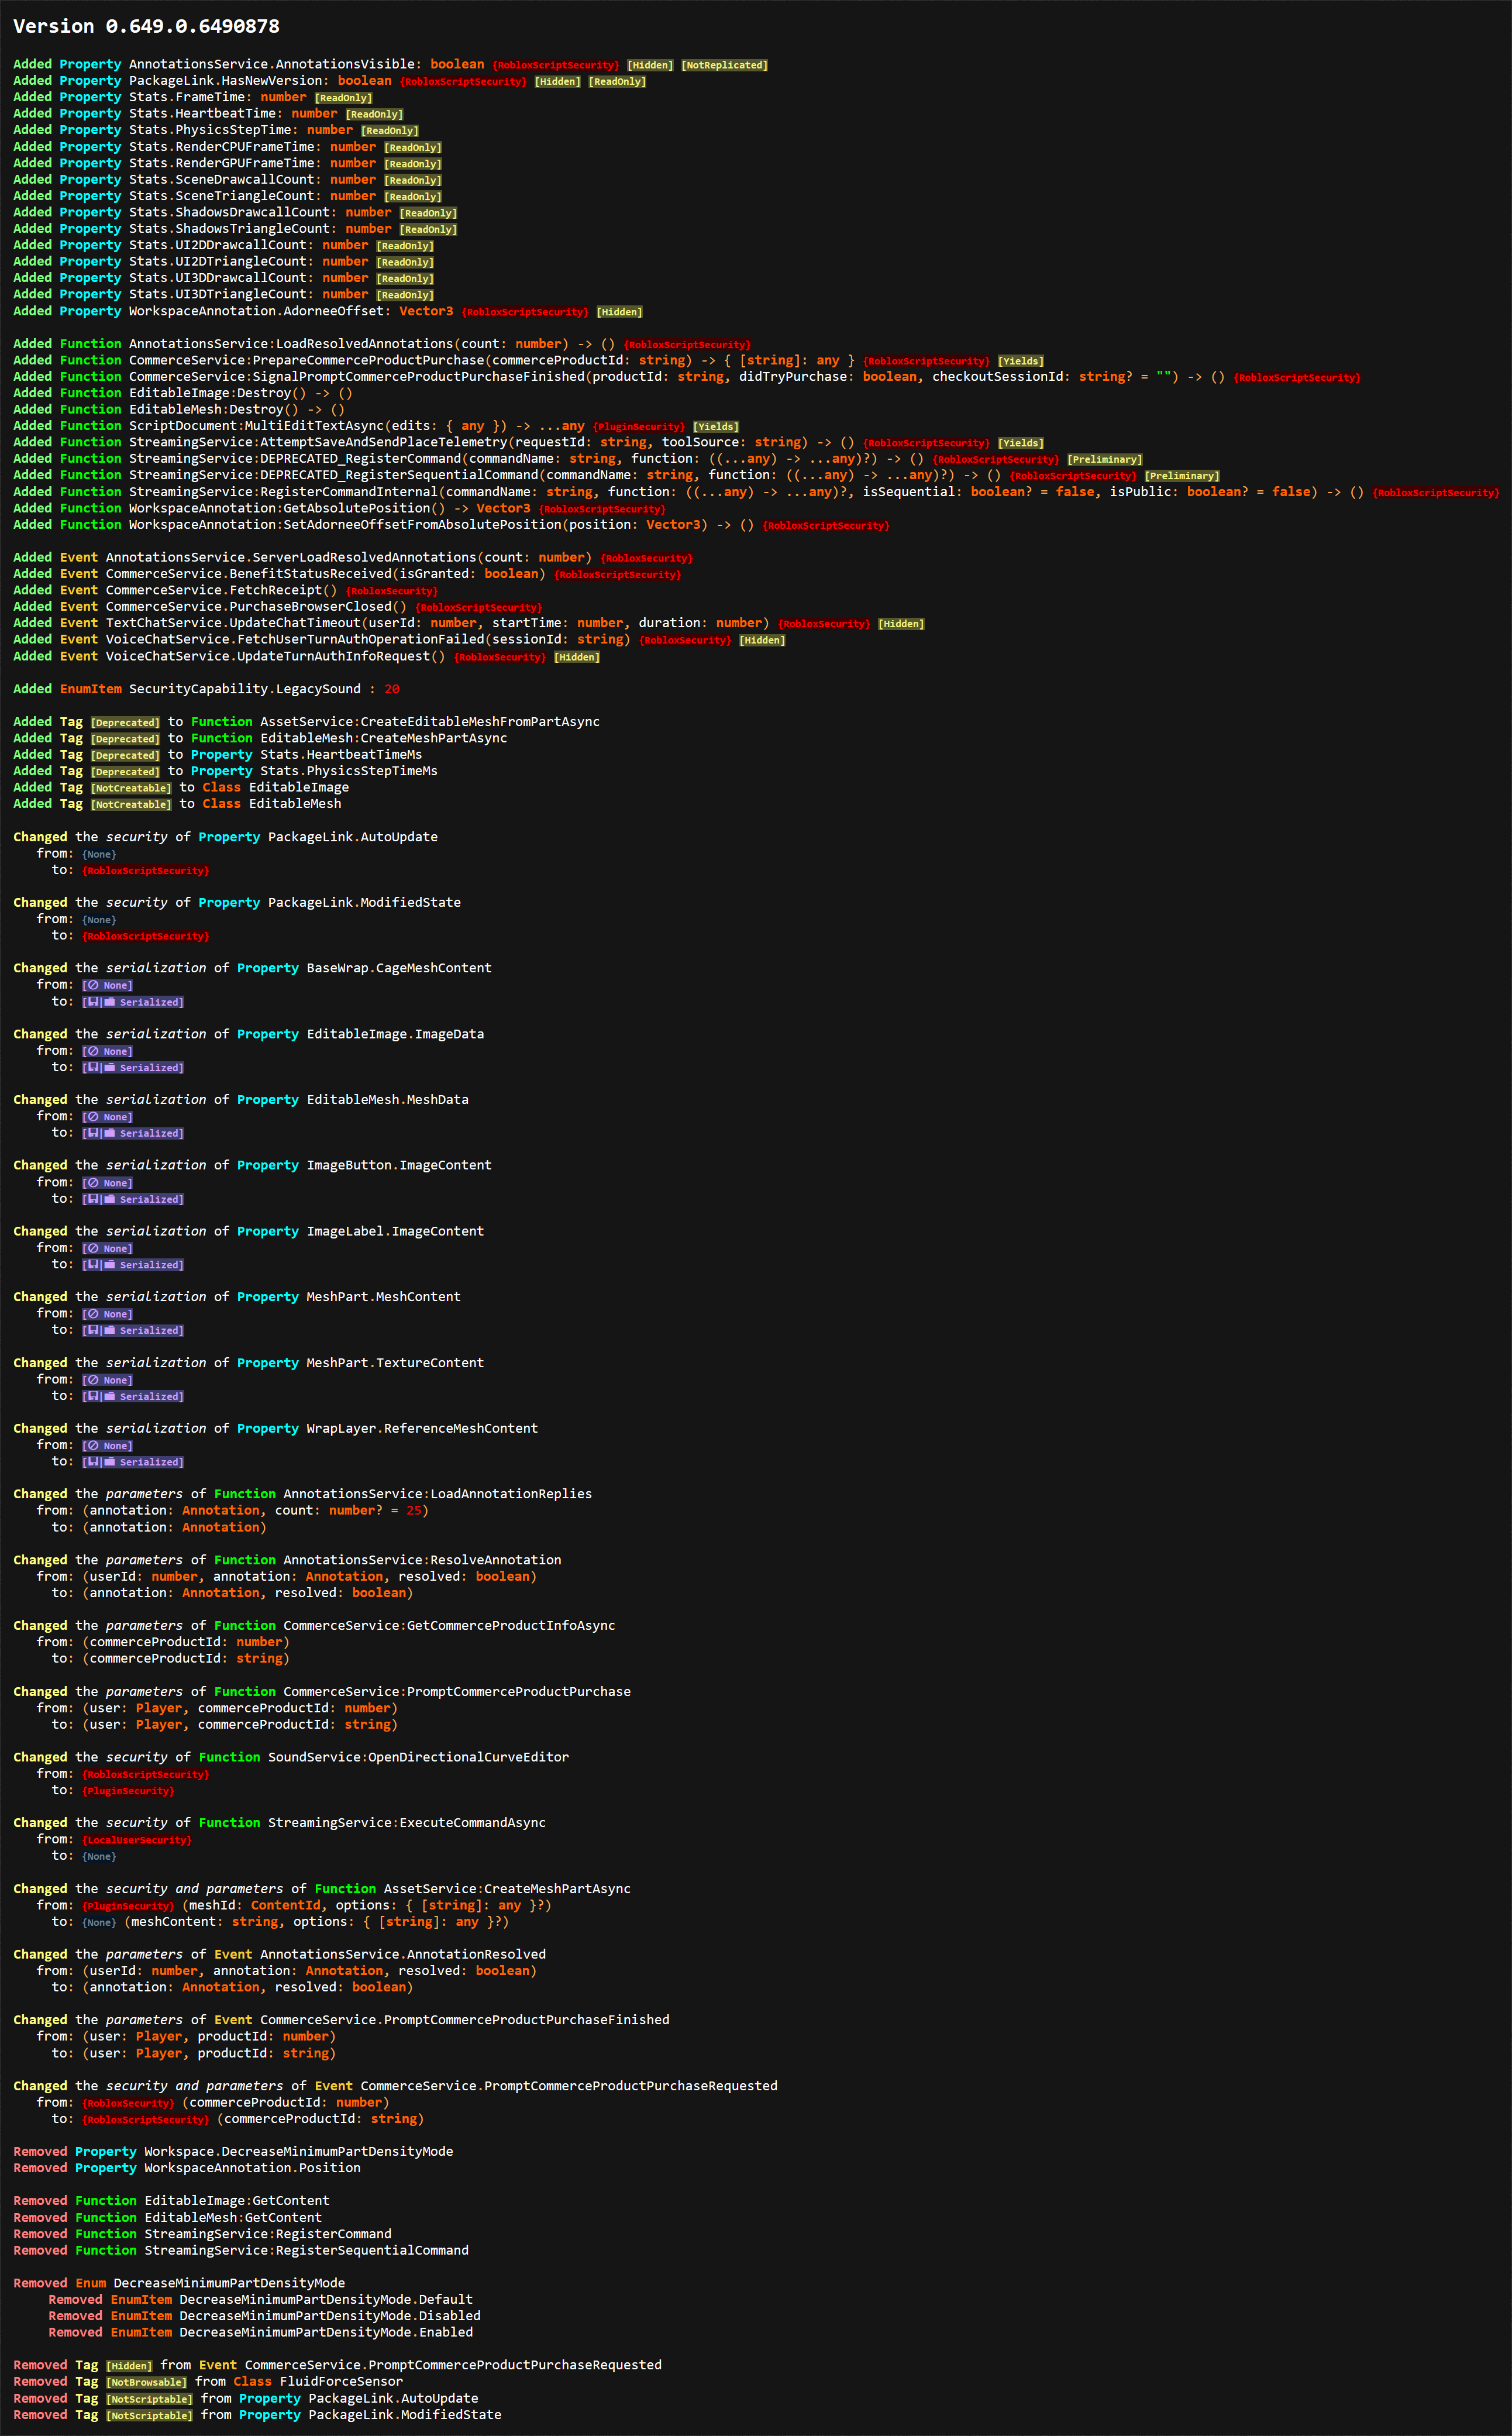 Version 0.649.0.6490878
Added Property AnnotationsService.AnnotationsVisible: boolean {RobloxScriptSecurity} [Hidden] [NotReplicated]
Added Property PackageLink.HasNewVersion: boolean {RobloxScriptSecurity} [Hidden] [ReadOnly]
Added Property Stats.FrameTime: number [ReadOnly]
Added Property Stats.HeartbeatTime: number [ReadOnly]
Added Property Stats.PhysicsStepTime: number [ReadOnly]
Added Property Stats.RenderCPUFrameTime: number [ReadOnly]
Added Property Stats.RenderGPUFrameTime: number [ReadOnly]
Added Property Stats.SceneDrawcallCount: number [ReadOnly]
Added Property Stats.SceneTriangleCount: number [ReadOnly]
Added Property Stats.ShadowsDrawcallCount: number [ReadOnly]
Added Property Stats.ShadowsTriangleCount: number [ReadOnly]
Added Property Stats.UI2DDrawcallCount: number [ReadOnly]
Added Property Stats.UI2DTriangleCount: number [ReadOnly]
Added Property Stats.UI3DDrawcallCount: number [ReadOnly]
Added Property Stats.UI3DTriangleCount: number [ReadOnly]
Added Property WorkspaceAnnotation.AdorneeOffset: Vector3 {RobloxScriptSecurity} [Hidden]
Added Function AnnotationsService:LoadResolvedAnnotations(count: number) -> () {RobloxScriptSecurity}
Added Function CommerceService:PrepareCommerceProductPurchase(commerceProductId: string) -> { [string]: any } {RobloxScriptSecurity} [Yields]
Added Function CommerceService:SignalPromptCommerceProductPurchaseFinished(productId: string, didTryPurchase: boolean, checkoutSessionId: string? = "") -> () {RobloxScriptSecurity}
Added Function EditableImage:Destroy() -> ()
Added Function EditableMesh:Destroy() -> ()
Added Function ScriptDocument:MultiEditTextAsync(edits: { any }) -> ...any {PluginSecurity} [Yields]
Added Function StreamingService:AttemptSaveAndSendPlaceTelemetry(requestId: string, toolSource: string) -> () {RobloxScriptSecurity} [Yields]
Added Function StreamingService:DEPRECATED_RegisterCommand(commandName: string, function: ((...any) -> ...any)?) -> () {RobloxScriptSecurity} [Preliminary]
Added Function StreamingService:DEPRECATED_RegisterSequentialCommand(commandName: string, function: ((...any) -> ...any)?) -> () {RobloxScriptSecurity} [Preliminary]
Added Function StreamingService:RegisterCommandInternal(commandName: string, function: ((...any) -> ...any)?, isSequential: boolean? = false, isPublic: boolean? = false) -> () {RobloxScriptSecurity}
Added Function WorkspaceAnnotation:GetAbsolutePosition() -> Vector3 {RobloxScriptSecurity}
Added Function WorkspaceAnnotation:SetAdorneeOffsetFromAbsolutePosition(position: Vector3) -> () {RobloxScriptSecurity}
Added Event AnnotationsService.ServerLoadResolvedAnnotations(count: number) {RobloxSecurity}
Added Event CommerceService.BenefitStatusReceived(isGranted: boolean) {RobloxScriptSecurity}
Added Event CommerceService.FetchReceipt() {RobloxSecurity}
Added Event CommerceService.PurchaseBrowserClosed() {RobloxScriptSecurity}
Added Event TextChatService.UpdateChatTimeout(userId: number, startTime: number, duration: number) {RobloxSecurity} [Hidden]
Added Event VoiceChatService.FetchUserTurnAuthOperationFailed(sessionId: string) {RobloxSecurity} [Hidden]
Added Event VoiceChatService.UpdateTurnAuthInfoRequest() {RobloxSecurity} [Hidden]
Added EnumItem SecurityCapability.LegacySound : 20
Added Tag [Deprecated] to Function AssetService:CreateEditableMeshFromPartAsync
Added Tag [Deprecated] to Function EditableMesh:CreateMeshPartAsync
Added Tag [Deprecated] to Property Stats.HeartbeatTimeMs
Added Tag [Deprecated] to Property Stats.PhysicsStepTimeMs
Added Tag [NotCreatable] to Class EditableImage
Added Tag [NotCreatable] to Class EditableMesh
Changed the security of Property PackageLink.AutoUpdate
from: {None}
to: {RobloxScriptSecurity}
Changed the security of Property PackageLink.ModifiedState
from: {None}
to: {RobloxScriptSecurity}
Changed the serialization of Property BaseWrap.CageMeshContent
from: [🚫 None]
to: [💾|📁 Serialized]
Changed the serialization of Property EditableImage.ImageData
from: [🚫 None]
to: [💾|📁 Serialized]
Changed the serialization of Property EditableMesh.MeshData
from: [🚫 None]
to: [💾|📁 Serialized]
Changed the serialization of Property ImageButton.ImageContent
from: [🚫 None]
to: [💾|📁 Serialized]
Changed the serialization of Property ImageLabel.ImageContent
from: [🚫 None]
to: [💾|📁 Serialized]
Changed the serialization of Property MeshPart.MeshContent
from: [🚫 None]
to: [💾|📁 Serialized]
Changed the serialization of Property MeshPart.TextureContent
from: [🚫 None]
to: [💾|📁 Serialized]
Changed the serialization of Property WrapLayer.ReferenceMeshContent
from: [🚫 None]
to: [💾|📁 Serialized]
Changed the parameters of Function AnnotationsService:LoadAnnotationReplies
from: (annotation: Annotation, count: number? = 25)
to: (annotation: Annotation)
Changed the parameters of Function AnnotationsService:ResolveAnnotation
from: (userId: number, annotation: Annotation, resolved: boolean)
to: (annotation: Annotation, resolved: boolean)
Changed the parameters of Function CommerceService:GetCommerceProductInfoAsync
from: (commerceProductId: number)
to: (commerceProductId: string)
Changed the parameters of Function CommerceService:PromptCommerceProductPurchase
from: (user: Player, commerceProductId: number)
to: (user: Player, commerceProductId: string)
Changed the security of Function SoundService:OpenDirectionalCurveEditor
from: {RobloxScriptSecurity}
to: {PluginSecurity}
Changed the security of Function StreamingService:ExecuteCommandAsync
from: {LocalUserSecurity}
to: {None}
Changed the security and parameters of Function AssetService:CreateMeshPartAsync
from: {PluginSecurity} (meshId: ContentId, options: { [string]: any }?)
to: {None} (meshContent: string, options: { [string]: any }?)
Changed the parameters of Event AnnotationsService.AnnotationResolved
from: (userId: number, annotation: Annotation, resolved: boolean)
to: (annotation: Annotation, resolved: boolean)
Changed the parameters of Event CommerceService.PromptCommerceProductPurchaseFinished
from: (user: Player, productId: number)
to: (user: Player, productId: string)
Changed the security and parameters of Event CommerceService.PromptCommerceProductPurchaseRequested
from: {RobloxSecurity} (commerceProductId: number)
to: {RobloxScriptSecurity} (commerceProductId: string)
Removed Property Workspace.DecreaseMinimumPartDensityMode
Removed Property WorkspaceAnnotation.Position
Removed Function EditableImage:GetContent
Removed Function EditableMesh:GetContent
Removed Function StreamingService:RegisterCommand
Removed Function StreamingService:RegisterSequentialCommand
Removed Enum DecreaseMinimumPartDensityMode
Removed EnumItem DecreaseMinimumPartDensityMode.Default
Removed EnumItem DecreaseMinimumPartDensityMode.Disabled
Removed EnumItem DecreaseMinimumPartDensityMode.Enabled
Removed Tag [Hidden] from Event CommerceService.PromptCommerceProductPurchaseRequested
Removed Tag [NotBrowsable] from Class FluidForceSensor
Removed Tag [NotScriptable] from Property PackageLink.AutoUpdate
Removed Tag [NotScriptable] from Property PackageLink.ModifiedState